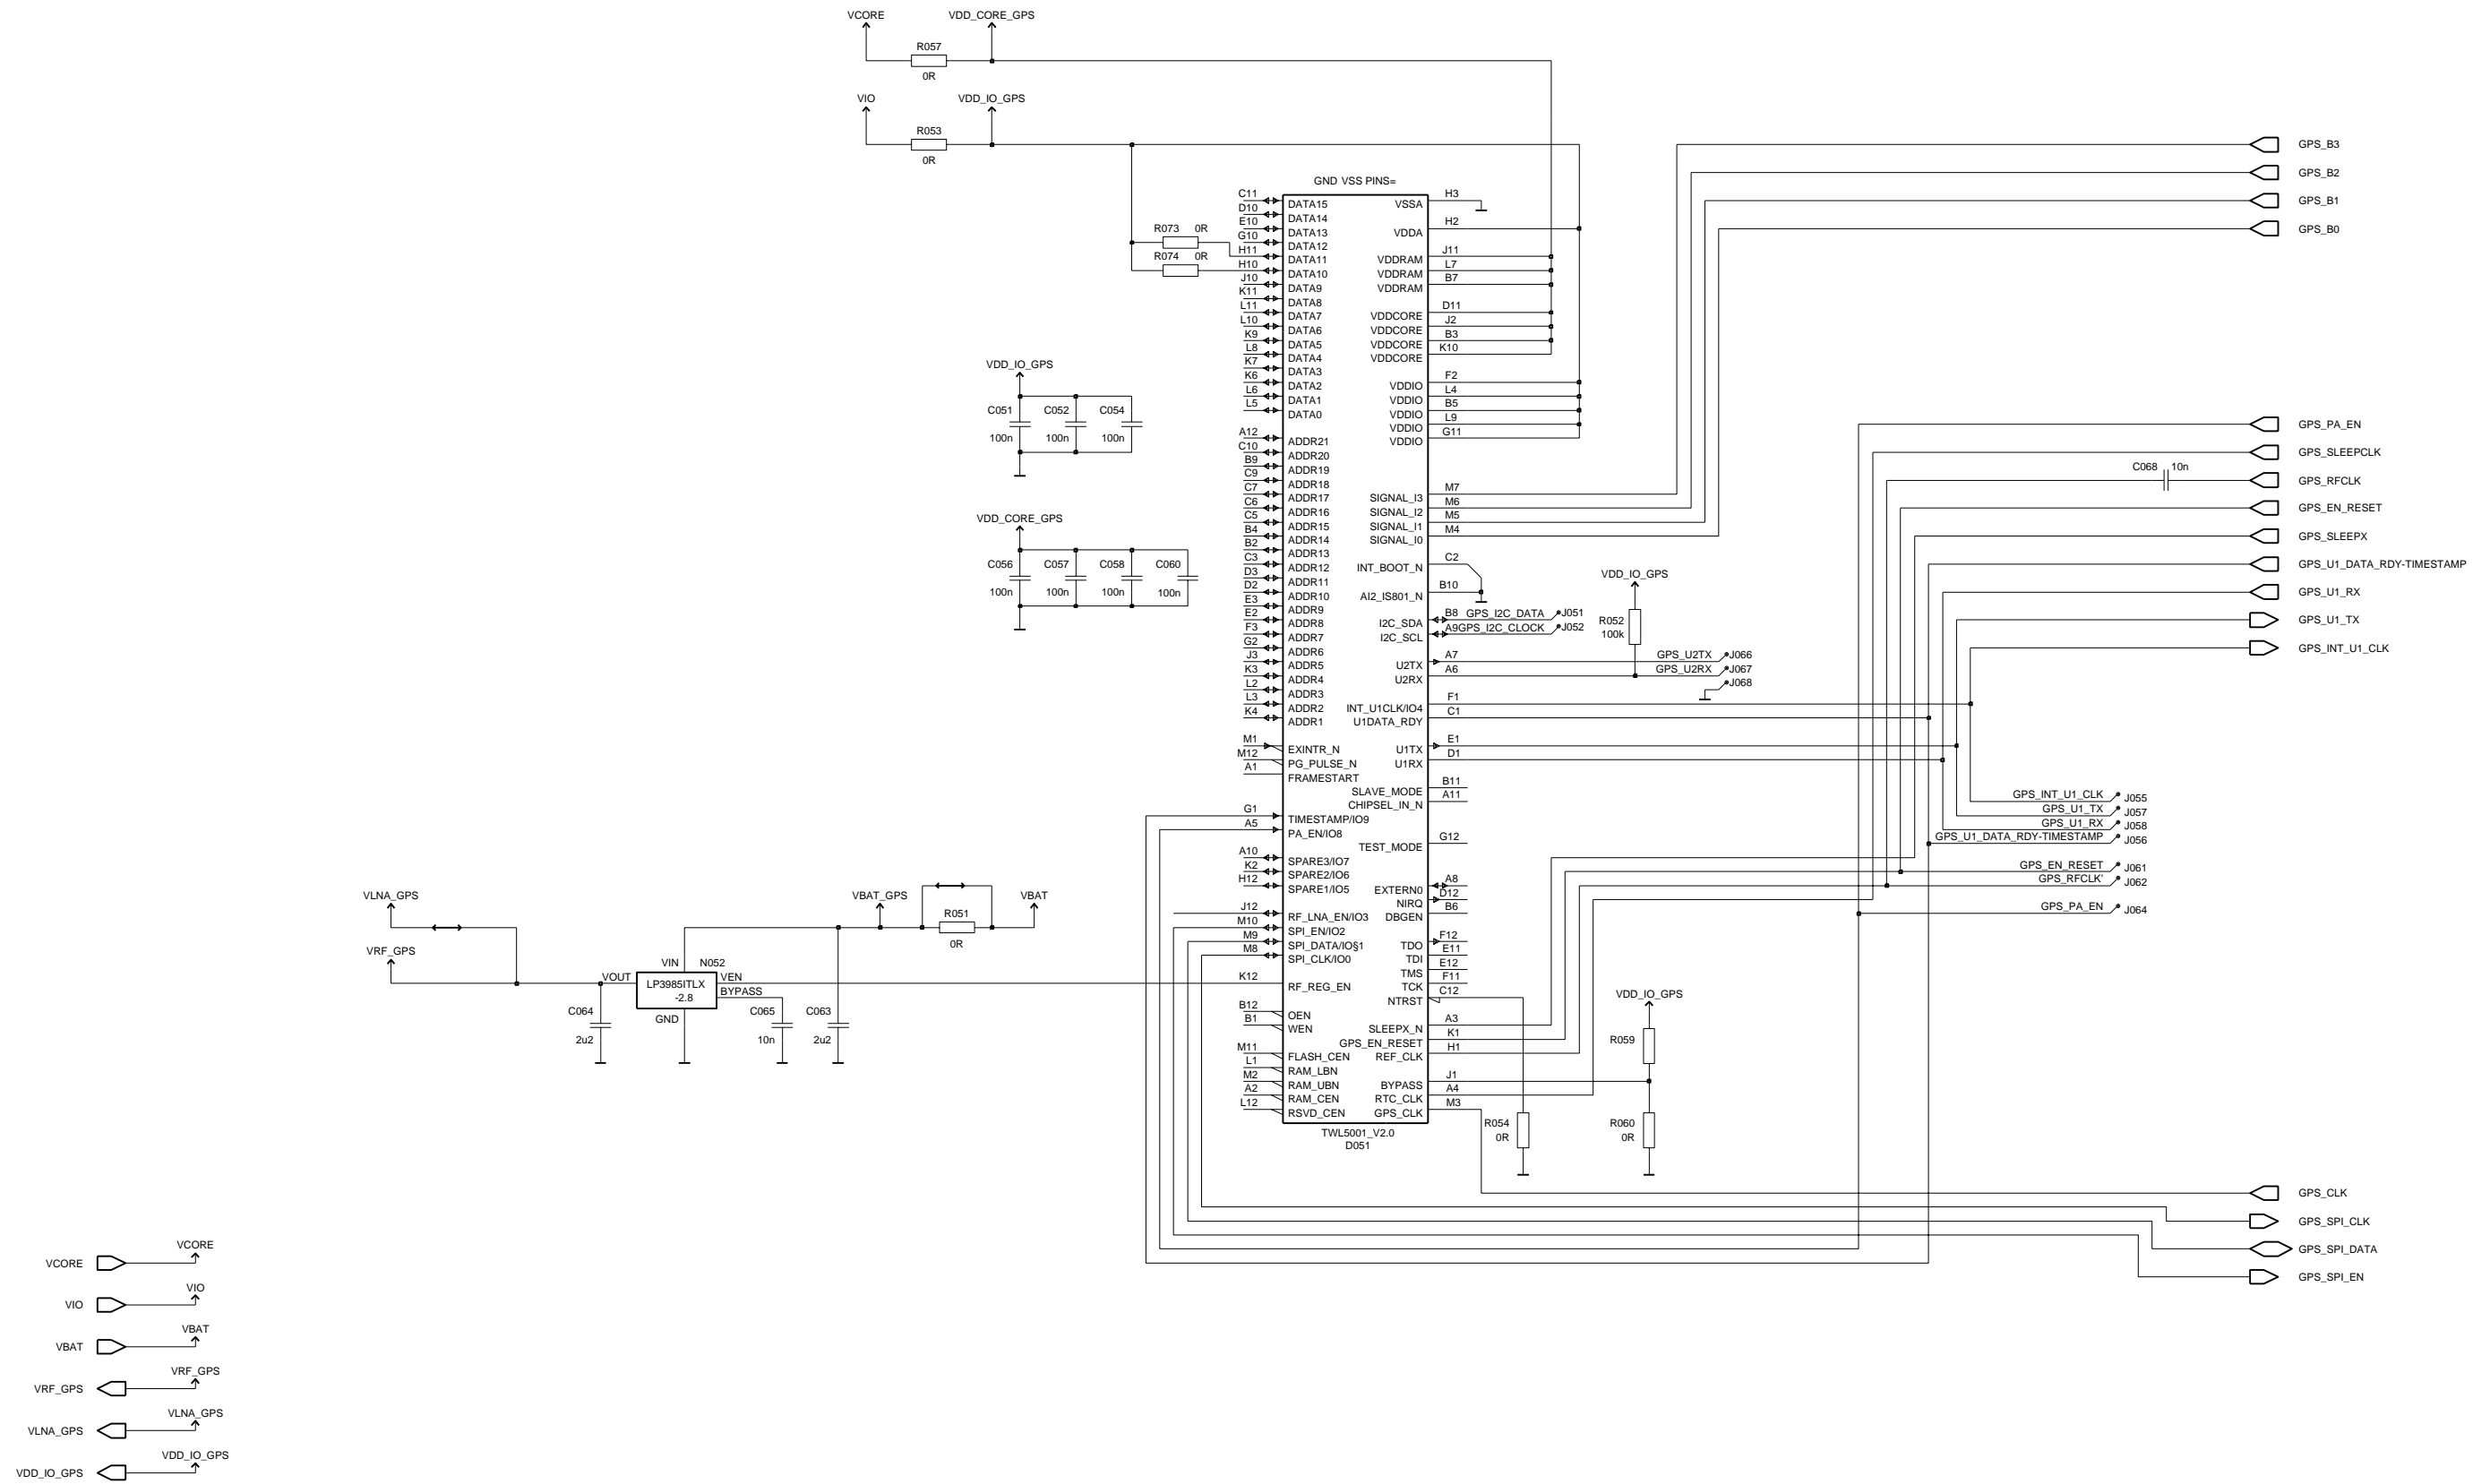 VCORE
VDD_CORE_GPS
R057
0R
VIO
VDD_IO_GPS
R053
0R
R073 0R
R074 0R
GND VSS PINS=
C11 DATA15
D10 DATA14
E10 DATA13
G10 DATA12
H11 DATA11
H10 DATA10
J10 DATA9
K11 DATA8
L11 DATA7
L10 DATA6
K9 DATA5
L8 DATA4
K7 DATA3
K6 DATA2
L6 DATA1
L5 DATA0
A12 ADDR21
C10 ADDR20
B9 ADDR19
C9 ADDR18
C7 ADDR17
C6 ADDR16
C5 ADDR15
B4 ADDR14
B2 ADDR13
C3 ADDR12
D3 ADDR11
D2 ADDR10
E3 ADDR9
E2 ADDR8
F3 ADDR7
G2 ADDR6
J3 ADDR5
K3 ADDR4
L2 ADDR3
L3 ADDR2
K4 ADDR1
M1 EXINTR_N
M12 PG_PULSE_N
A1 FRAMESTART
G1 TIMESTAMP/IO9
A5 PA_EN/IO8
A10 SPARE3/IO7
K2 SPARE2/IO6
H12 SPARE1/IO5
J12 RF_LNA_EN/IO3
M10 SPI_EN/IO2
M9 SPI_DATA/IO§1
M8 SPI_CLK/IO0
K12 RF_REG_EN
B12 OEN
B1 WEN
M11 FLASH_CEN
L1 RAM_LBN
M2 RAM_UBN
A2 RAM_CEN
L12 RSVD_CEN
VSSA H3
VDDA H2
VDDRAM J11
VDDRAM L7
VDDRAM B7
VDDCORE D11
VDDCORE J2
VDDCORE B3
VDDCORE K10
VDDIO F2
VDDIO L4
VDDIO B5
VDDIO L9
VDDIO G11
SIGNAL_I3 M7
SIGNAL_I2 M6
SIGNAL_I1 M5
SIGNAL_I0 M4
INT_BOOT_N C2
AI2_IS801_N B10
I2C_SDA B8 GPS_I2C_DATA J051
I2C_SCL A9 GPS_I2C_CLOCK J052
U2TX A7 GPS_U2TX J066
U2RX A6 GPS_U2RX J067
J068
INT_U1CLK/IO4 F1
U1DATA_RDY C1
U1TX E1
U1RX D1
SLAVE_MODE B11
CHIPSEL_IN_N A11
TEST_MODE G12
EXTERN0 A8
NIRQ D12
DBGEN B6
TDO F12
TDI E11
TMS E12
TCK F11
NTRST C12
SLEEPX_N A3
GPS_EN_RESET K1
REF_CLK H1
BYPASS J1
RTC_CLK A4
GPS_CLK M3
TWL5001_V2.0
D051
VDD_IO_GPS
C051 C052 C054
100n 100n 100n
VDD_CORE_GPS
C056 C057 C058 C060
100n 100n 100n 100n
VDD_IO_GPS
R052
100k
VDD_IO_GPS
R059
R060
0R
R054
0R
VLNA_GPS
VRF_GPS
VBAT_GPS
R051
0R
VBAT
VIN N052
VOUT
LP3985ITLX
-2.8
VEN
BYPASS
GND
C064
2u2
C065
10n
C063
2u2
GPS_B3
GPS_B2
GPS_B1
GPS_B0
GPS_PA_EN
GPS_SLEEPCLK
C068 10n
GPS_RFCLK
GPS_EN_RESET
GPS_SLEEPX
GPS_U1_DATA_RDY-TIMESTAMP
GPS_U1_RX
GPS_U1_TX
GPS_INT_U1_CLK
GPS_INT_U1_CLK J055
GPS_U1_TX J057
GPS_U1_RX J058
GPS_U1_DATA_RDY-TIMESTAMP J056
GPS_EN_RESET J061
GPS_RFCLK' J062
GPS_PA_EN J064
GPS_CLK
GPS_SPI_CLK
GPS_SPI_DATA
GPS_SPI_EN
VCORE VCORE
VIO VIO
VBAT VBAT
VRF_GPS VRF_GPS
VLNA_GPS VLNA_GPS
VDD_IO_GPS VDD_IO_GPS